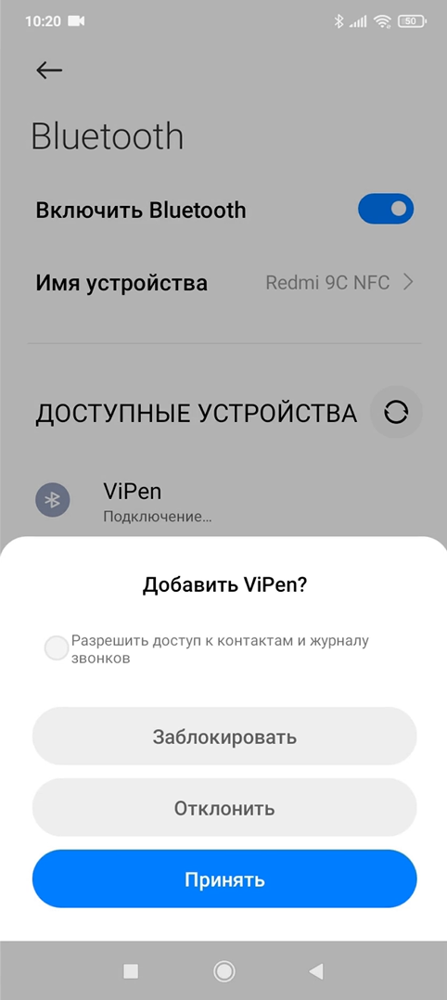 10:20
50
Bluetooth
Включить Bluetooth
Имя устройства
Redmi 9C NFC
ДОСТУПНЫЕ УСТРОЙСТВА
ViPen
Подключение...
Добавить ViPen?
Разрешить доступ к контактам и журналу
звонков
Заблокировать
Отклонить
Принять